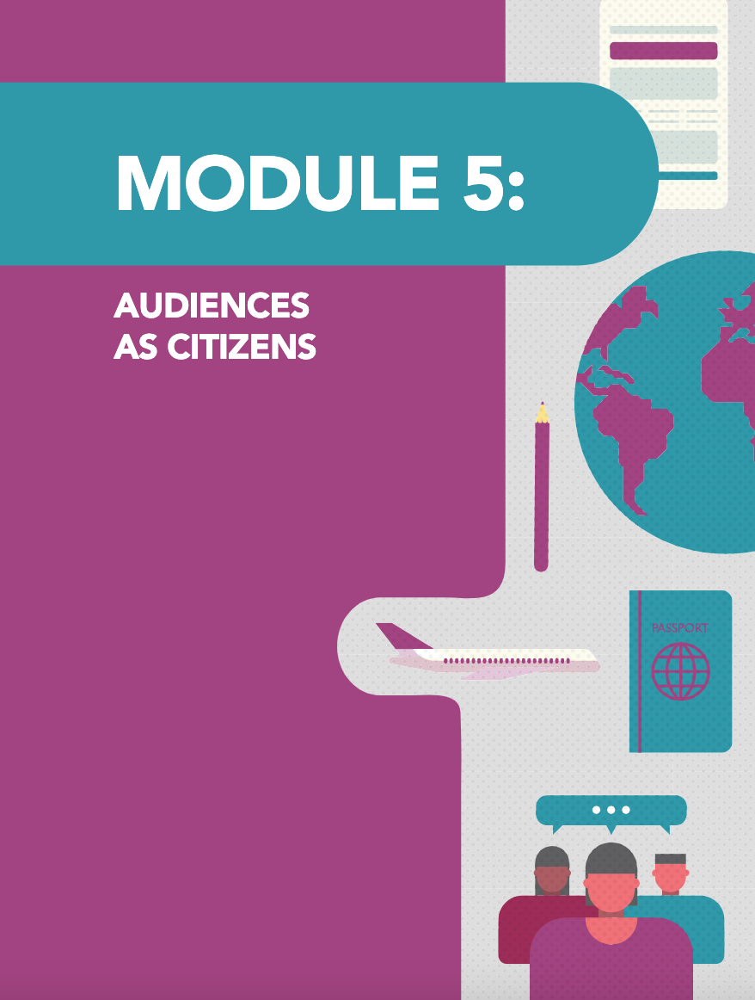 MODULE 5:
AUDIENCES
AS CITIZENS
PASSPORT